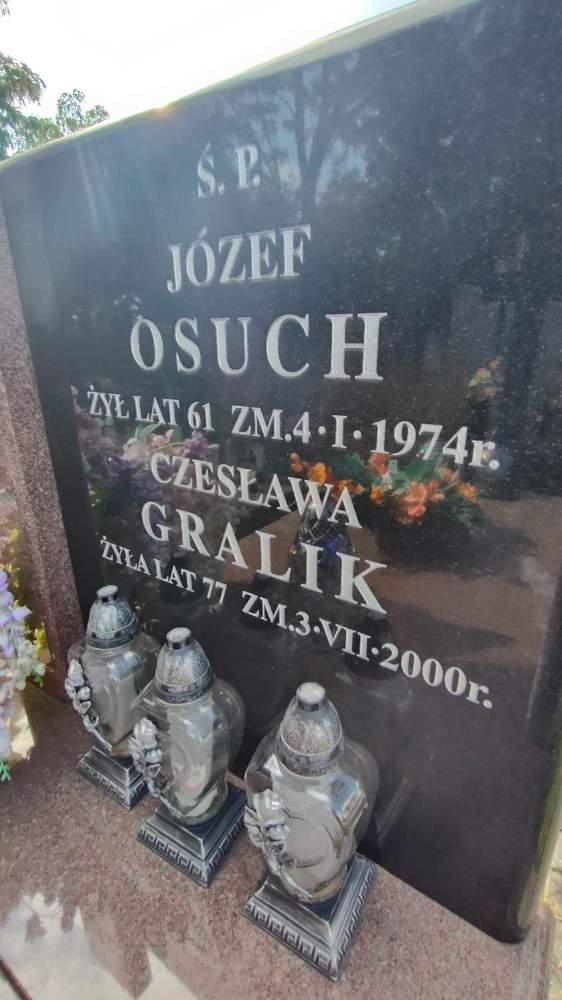 Ś. P.
JÓZEF
OSUCH
ŻYŁ LAT 61 ZM.4·I·1974r.
CZESŁAWA
GRALIK
ŻYŁA LAT 77 ZM.3·VII·2000r.